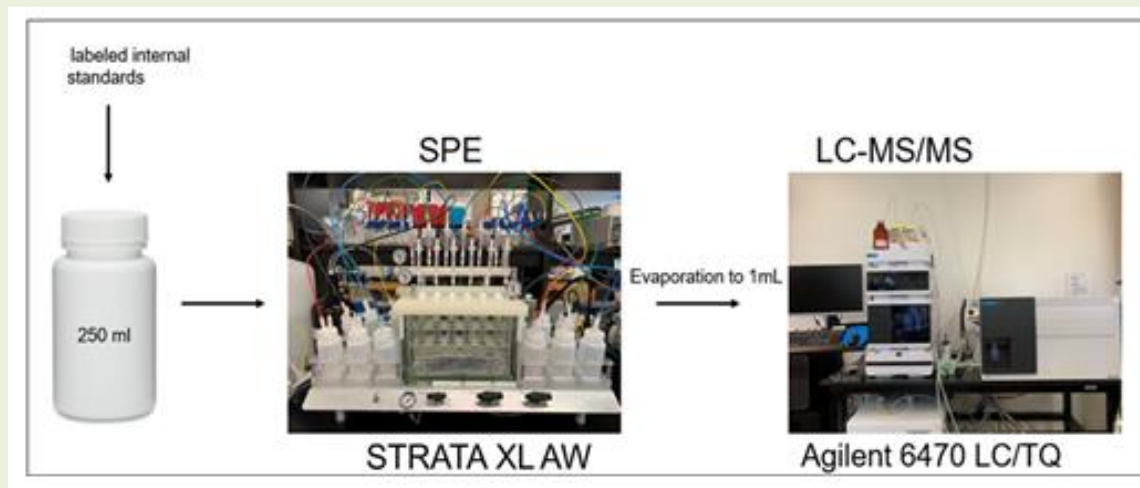 labeled internal
standards
250 ml
SPE
STRATA XL AW
Evaporation to 1mL
LC-MS/MS
Agilent 6470 LC/TQ